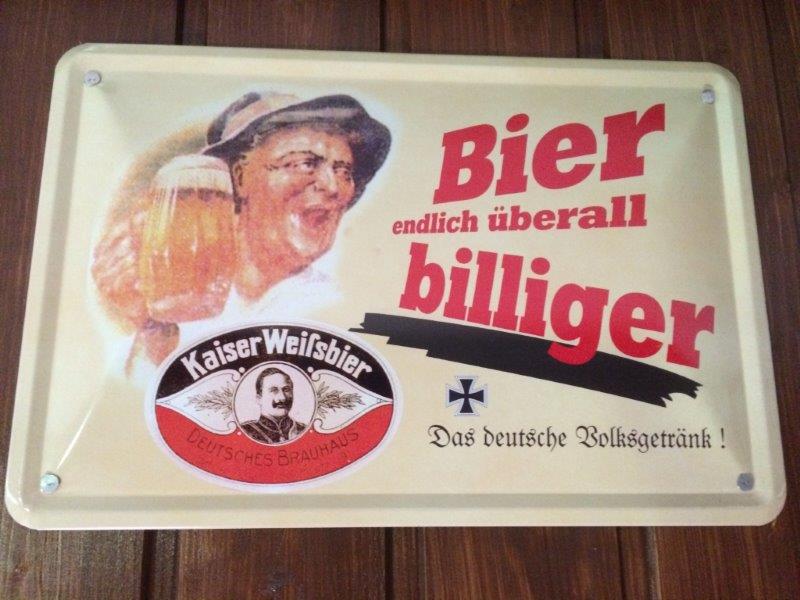 Bier
endlich überall
billiger
Kaiser Weiſsbier
DEUTSCHES BRAUHAUS
Das deutsche Volksgetränk !